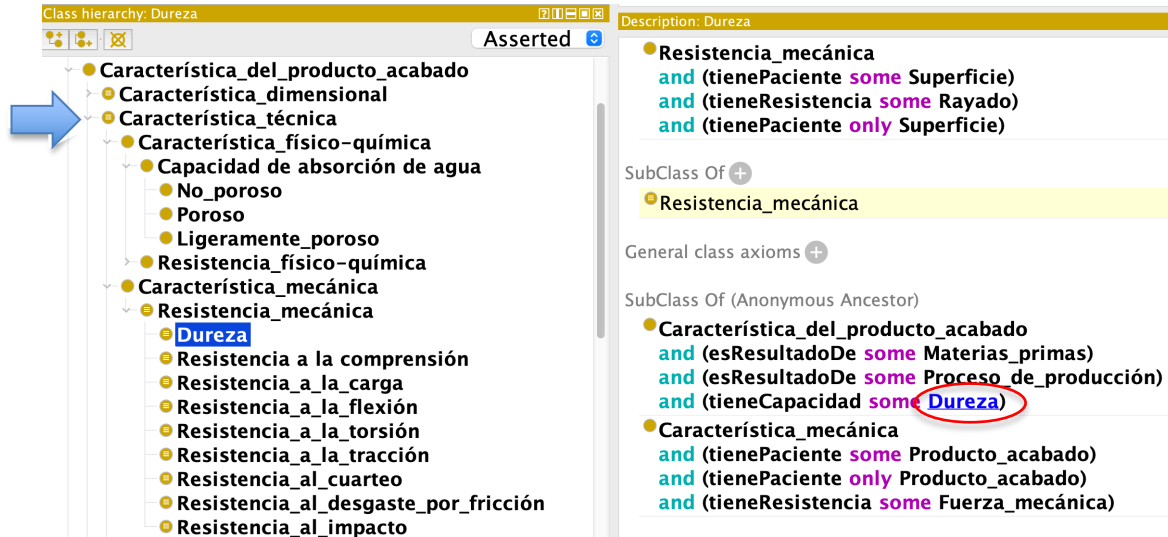 Class hierarchy: Dureza
Asserted
Característica_del_producto_acabado
Característica_dimensional
Característica_técnica
Característica_físico-química
Capacidad de absorción de agua
No_poroso
Poroso
Ligeramente_poroso
Resistencia_físico-química
Característica_mecánica
Resistencia_mecánica
Dureza
Resistencia a la comprensión
Resistencia_a_la_carga
Resistencia_a_la_flexión
Resistencia_a_la_torsión
Resistencia_a_la_tracción
Resistencia_al_cuarteo
Resistencia_al_desgaste_por_fricción
Resistencia_al_impacto
Description: Dureza
Resistencia_mecánica
and (tienePaciente some Superficie)
and (tieneResistencia some Rayado)
and (tienePaciente only Superficie)
SubClass Of
Resistencia_mecánica
General class axioms
SubClass Of (Anonymous Ancestor)
Característica_del_producto_acabado
and (esResultadoDe some Materias_primas)
and (esResultadoDe some Proceso_de_producción)
and (tieneCapacidad some Dureza)
Característica_mecánica
and (tienePaciente some Producto_acabado)
and (tienePaciente only Producto_acabado)
and (tieneResistencia some Fuerza_mecánica)